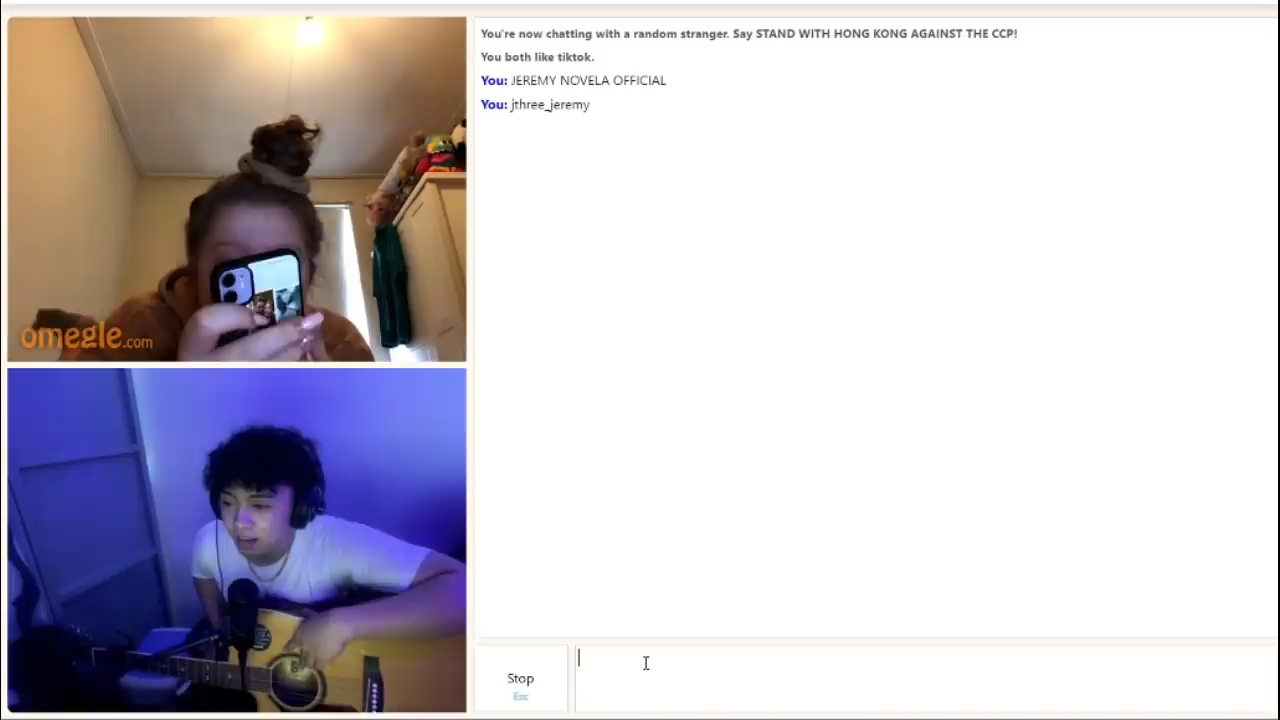 You're now chatting with a random stranger. Say STAND WITH HONG KONG AGAINST THE CCP!
You both like tiktok.
You: JEREMY NOVELA OFFICIAL
You: jthree_jeremy
omegle.com
Stop
Esc